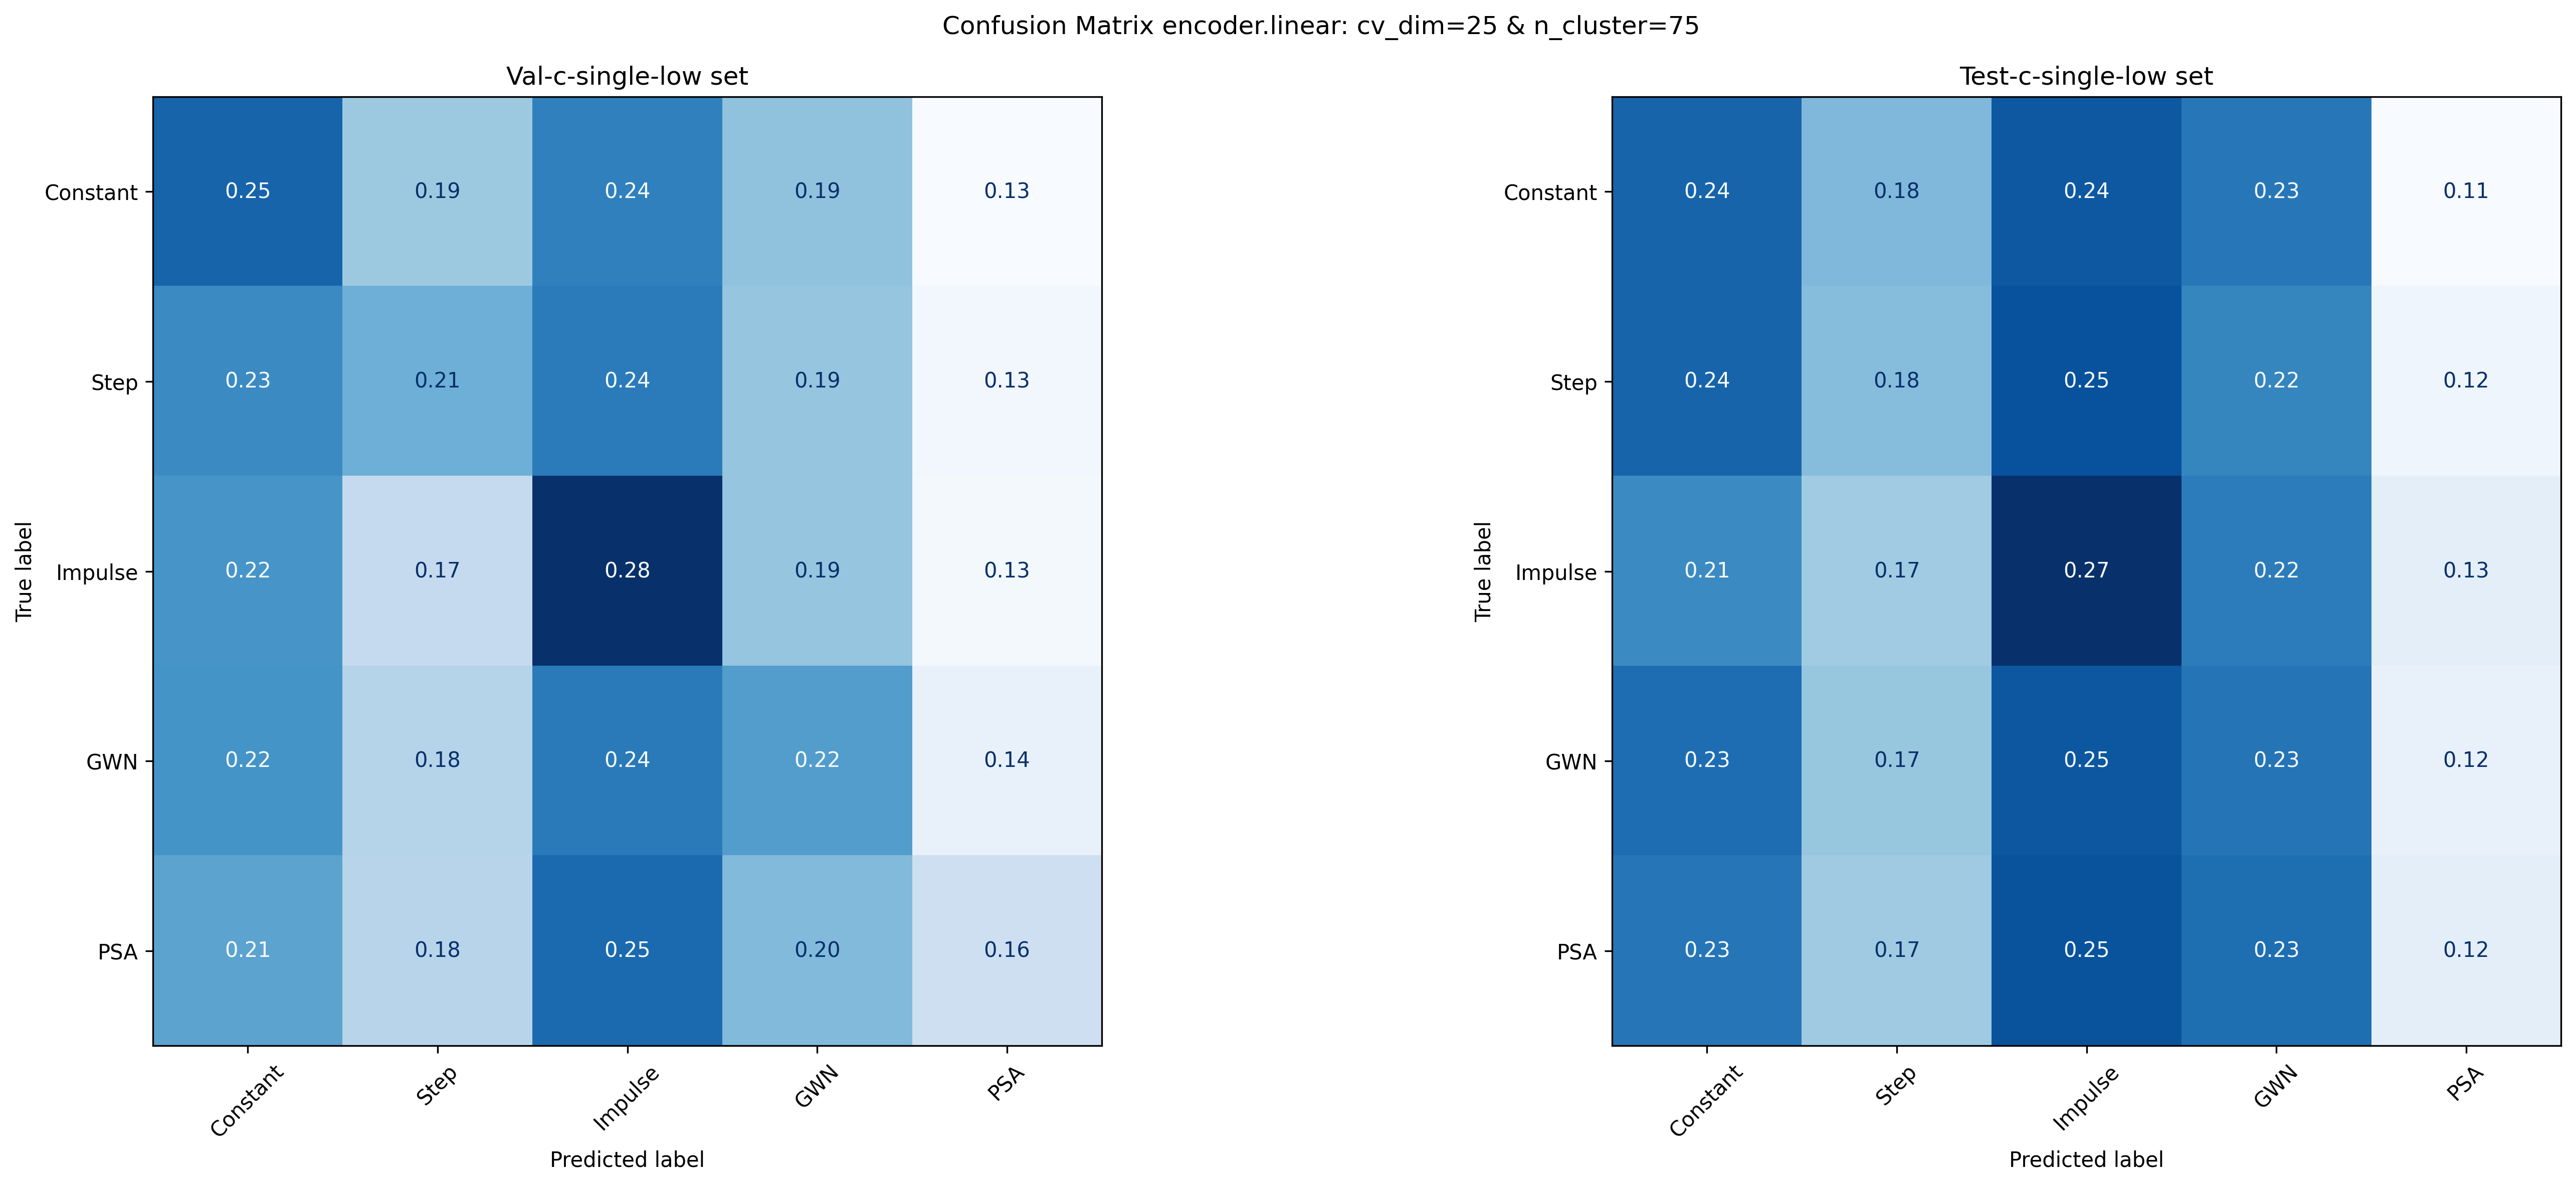 Confusion Matrix encoder.linear: cv_dim=25 & n_cluster=75
Val-c-single-low set
True label
Constant 0.25 0.19 0.24 0.19 0.13
Step 0.23 0.21 0.24 0.19 0.13
Impulse 0.22 0.17 0.28 0.19 0.13
GWN 0.22 0.18 0.24 0.22 0.14
PSA 0.21 0.18 0.25 0.20 0.16
Constant Step Impulse GWN PSA
Predicted label
Test-c-single-low set
True label
Constant 0.24 0.18 0.24 0.23 0.11
Step 0.24 0.18 0.25 0.22 0.12
Impulse 0.21 0.17 0.27 0.22 0.13
GWN 0.23 0.17 0.25 0.23 0.12
PSA 0.23 0.17 0.25 0.23 0.12
Constant Step Impulse GWN PSA
Predicted label